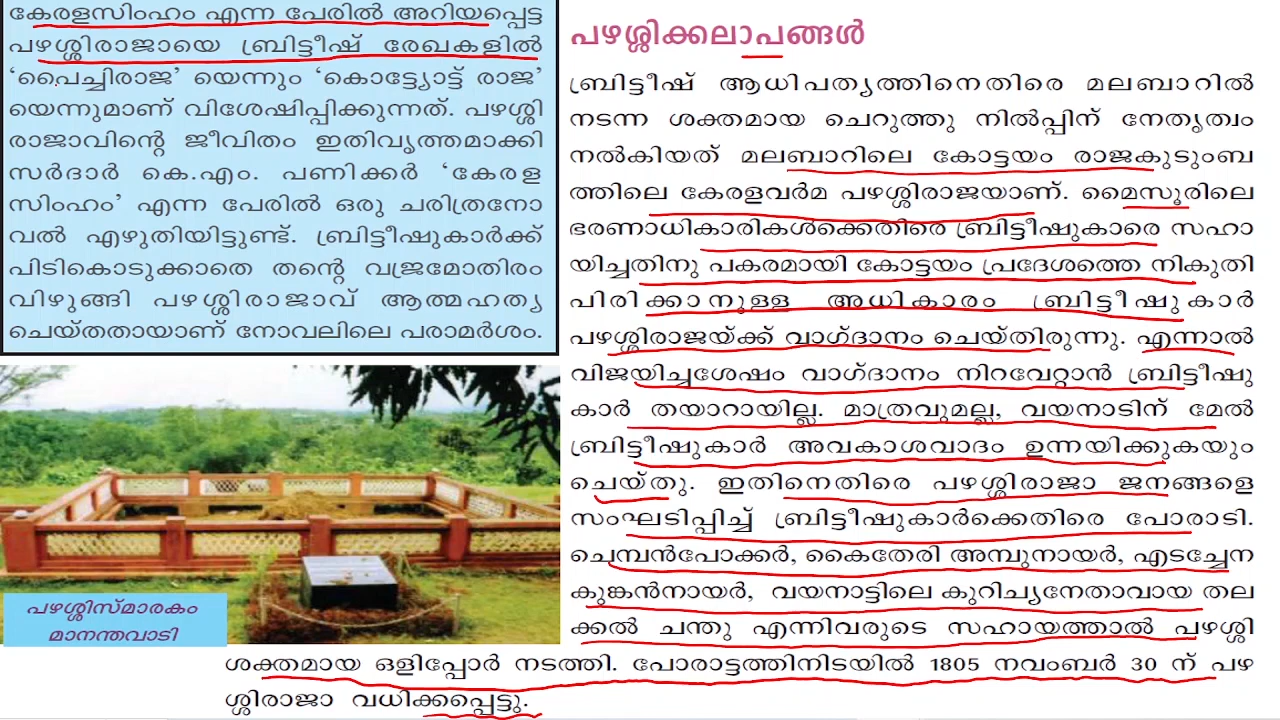 കേരളസിംഹം എന്ന പേരിൽ അറിയപ്പെട്ട
പഴശ്ശിരാജായെ ബ്രിട്ടീഷ് രേഖകളിൽ
‘പൈച്ചിരാജ’ യെന്നും ‘കൊട്ട്യോട്ട് രാജ’
യെന്നുമാണ് വിശേഷിപ്പിക്കുന്നത്. പഴശ്ശി
രാജാവിന്റെ ജീവിതം ഇതിവൃത്തമാക്കി
സർദാർ കെ.എം. പണിക്കർ ‘കേരള
സിംഹം’ എന്ന പേരിൽ ഒരു ചരിത്രനോ
വൽ എഴുതിയിട്ടുണ്ട്. ബ്രിട്ടീഷുകാർക്ക്
പിടികൊടുക്കാതെ തന്റെ വജ്രമോതിരം
വിഴുങ്ങി പഴശ്ശിരാജാവ് ആത്മഹത്യ
ചെയ്തതായാണ് നോവലിലെ പരാമർശം.
പഴശ്ശിസ്മാരകം
മാനന്തവാടി
പഴശ്ശിക്കലാപങ്ങൾ
ബ്രിട്ടീഷ് ആധിപത്യത്തിനെതിരെ മലബാറിൽ
നടന്ന ശക്തമായ ചെറുത്തു നിൽപ്പിന് നേതൃത്വം
നൽകിയത് മലബാറിലെ കോട്ടയം രാജകുടുംബ
ത്തിലെ കേരളവർമ പഴശ്ശിരാജയാണ്. മൈസൂരിലെ
ഭരണാധികാരികൾക്കെതിരെ ബ്രിട്ടീഷുകാരെ സഹാ
യിച്ചതിനു പകരമായി കോട്ടയം പ്രദേശത്തെ നികുതി
പിരിക്കാനുള്ള അധികാരം ബ്രിട്ടീഷുകാർ
പഴശ്ശിരാജയ്ക്ക് വാഗ്ദാനം ചെയ്തിരുന്നു. എന്നാൽ
വിജയിച്ചശേഷം വാഗ്ദാനം നിറവേറ്റാൻ ബ്രിട്ടീഷു
കാർ തയാറായില്ല. മാത്രവുമല്ല, വയനാടിന് മേൽ
ബ്രിട്ടീഷുകാർ അവകാശവാദം ഉന്നയിക്കുകയും
ചെയ്തു. ഇതിനെതിരെ പഴശ്ശിരാജാ ജനങ്ങളെ
സംഘടിപ്പിച്ച് ബ്രിട്ടീഷുകാർക്കെതിരെ പോരാടി.
ചെമ്പൻപോക്കർ, കൈതേരി അമ്പുനായർ, എടച്ചേന
കുങ്കൻനായർ, വയനാട്ടിലെ കുറിച്യനേതാവായ തല
ക്കൽ ചന്തു എന്നിവരുടെ സഹായത്താൽ പഴശ്ശി
ശക്തമായ ഒളിപ്പോർ നടത്തി. പോരാട്ടത്തിനിടയിൽ 1805 നവംബർ 30 ന് പഴ
ശ്ശിരാജാ വധിക്കപ്പെട്ടു.